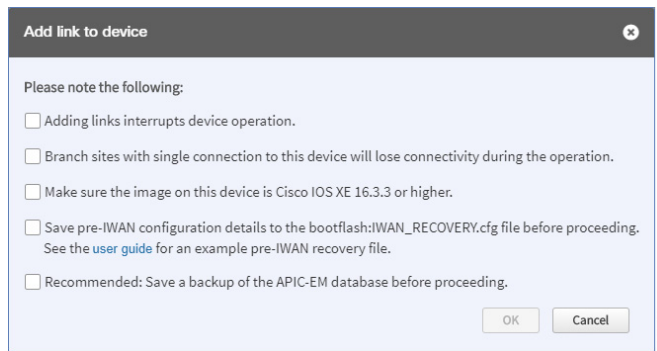 Add link to device
Please note the following:
Adding links interrupts device operation.
Branch sites with single connection to this device will lose connectivity during the operation.
Make sure the image on this device is Cisco IOS XE 16.3.3 or higher.
Save pre-IWAN configuration details to the bootflash:IWAN_RECOVERY.cfg file before proceeding.
See the user guide for an example pre-IWAN recovery file.
Recommended: Save a backup of the APIC-EM database before proceeding.
OK Cancel